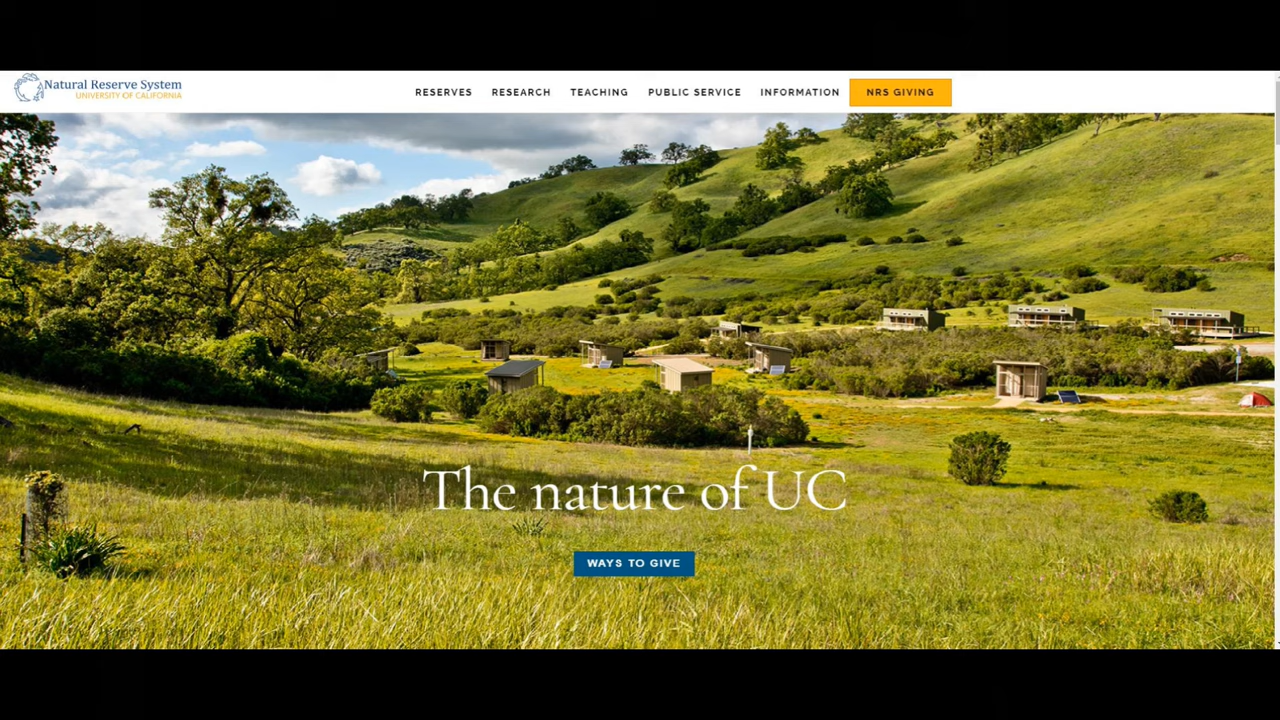 Natural Reserve System
UNIVERSITY OF CALIFORNIA
RESERVES RESEARCH TEACHING PUBLIC SERVICE INFORMATION NRS GIVING
The nature of UC
WAYS TO GIVE